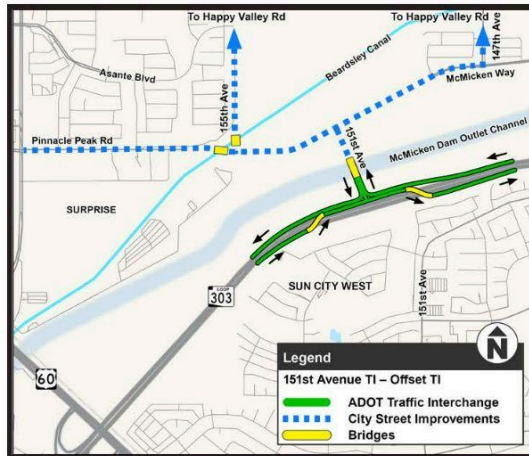 To Happy Valley Rd
To Happy Valley Rd
147th Ave
Asante Blvd
155th Ave
Beardsley Canal
McMicken Way
Pinnacle Peak Rd
151st Ave
McMicken Dam Outlet Channel
SURPRISE
LOOP
303
SUN CITY WEST
151st Ave
60
N
Legend
151st Avenue TI – Offset TI
ADOT Traffic Interchange
City Street Improvements
Bridges